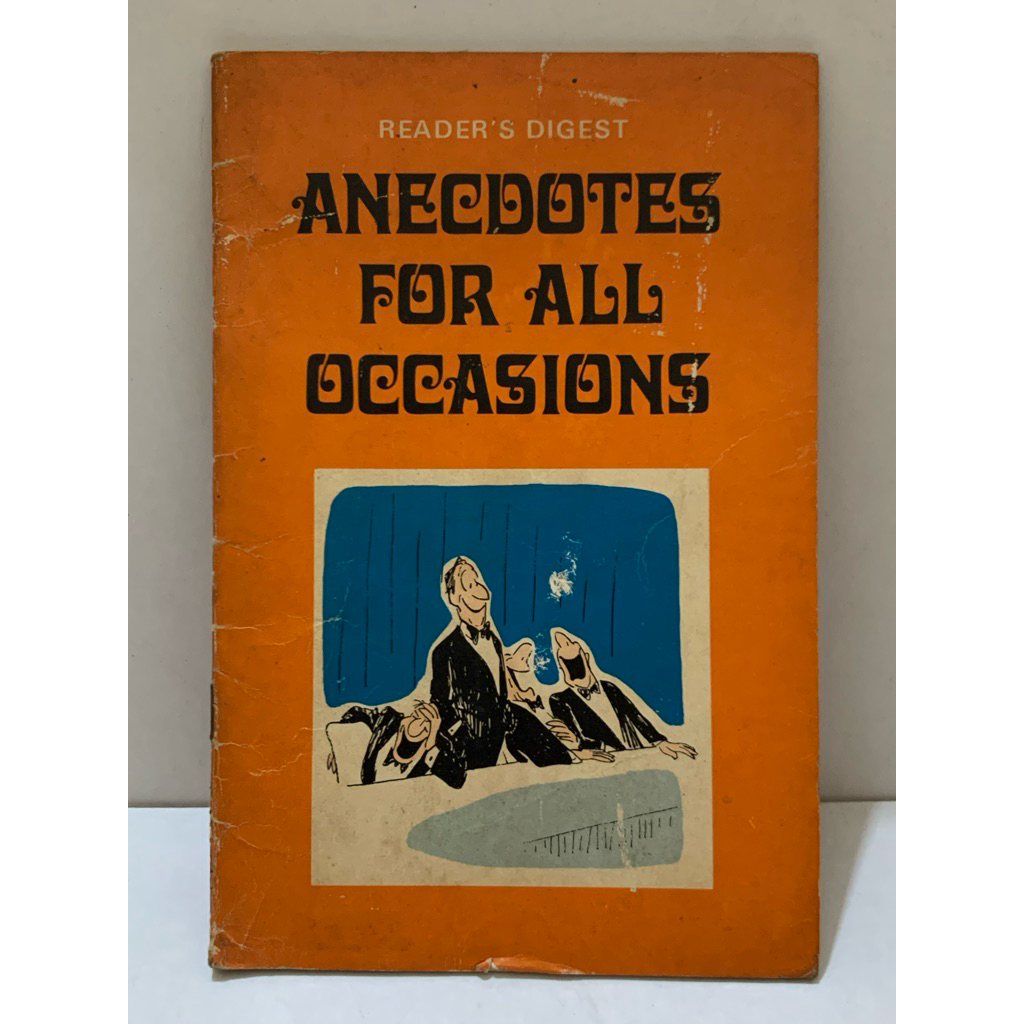 READER'S DIGEST
ANECDOTES
FOR ALL
OCCASIONS